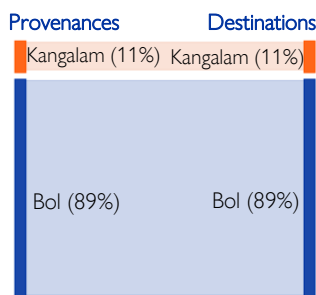 Provenances Destinations
Kangalam (11%) Kangalam (11%)
Bol (89%) Bol (89%)